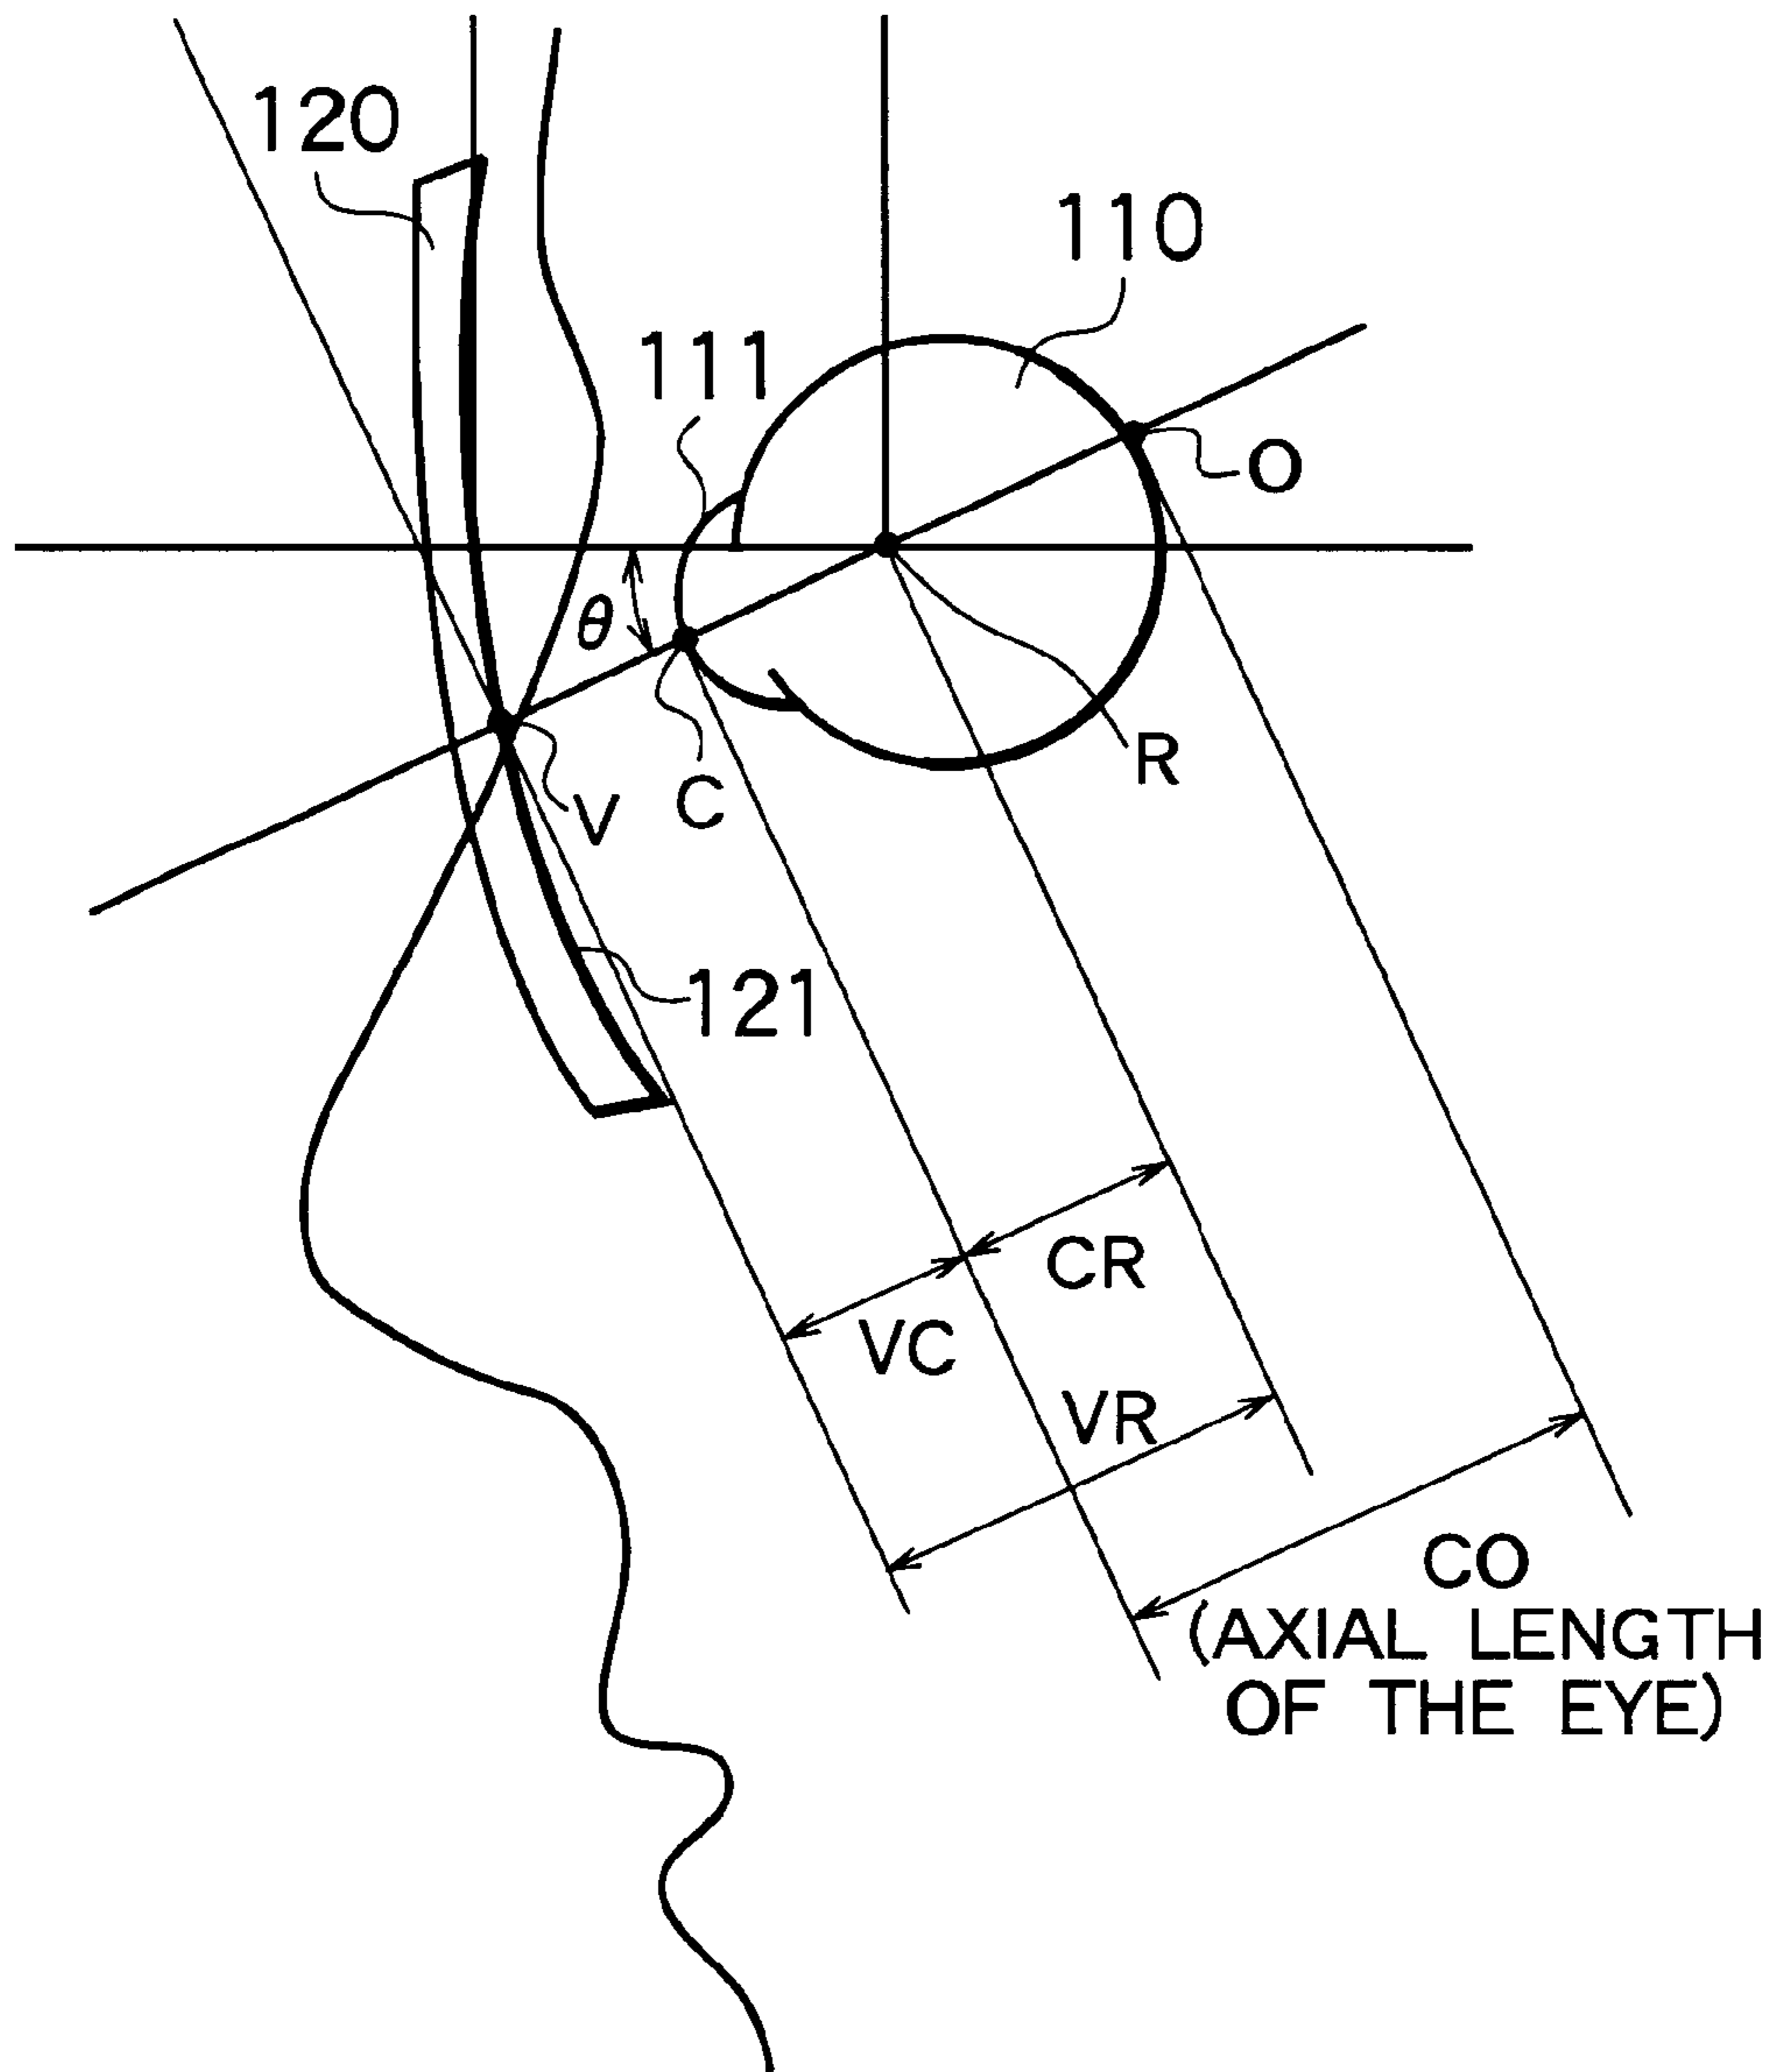 120
110
111
O
θ
R
V
C
121
CR
VC
VR
CO
(AXIAL LENGTH
OF THE EYE)